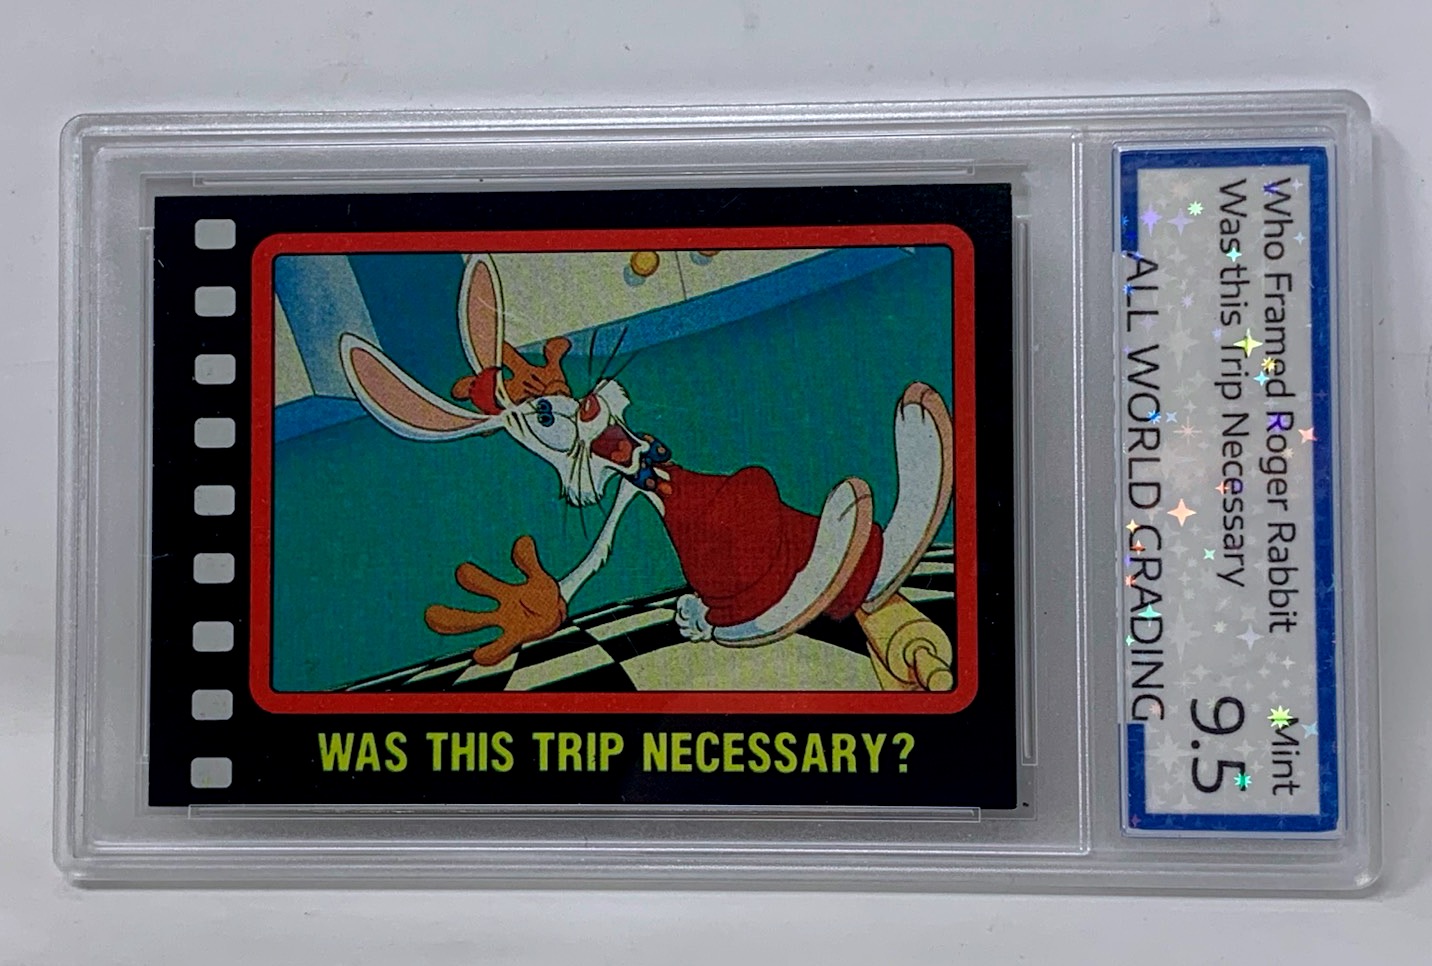 WAS THIS TRIP NECESSARY?
Who Framed Roger Rabbit
Mint
Was this Trip Necessary
9.5
ALL WORLD GRADING